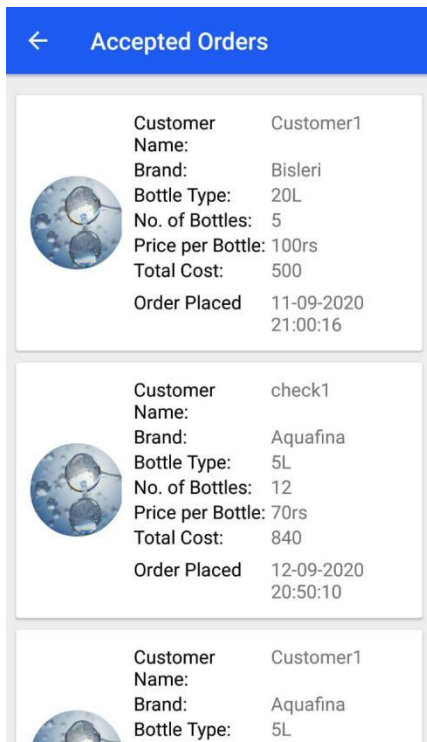 Accepted Orders
Customer Name: Customer1
Brand: Bisleri
Bottle Type: 20L
No. of Bottles: 5
Price per Bottle: 100rs
Total Cost: 500
Order Placed 11-09-2020
21:00:16
Customer Name: check1
Brand: Aquafina
Bottle Type: 5L
No. of Bottles: 12
Price per Bottle: 70rs
Total Cost: 840
Order Placed 12-09-2020
20:50:10
Customer Name: Customer1
Brand: Aquafina
Bottle Type: 5L